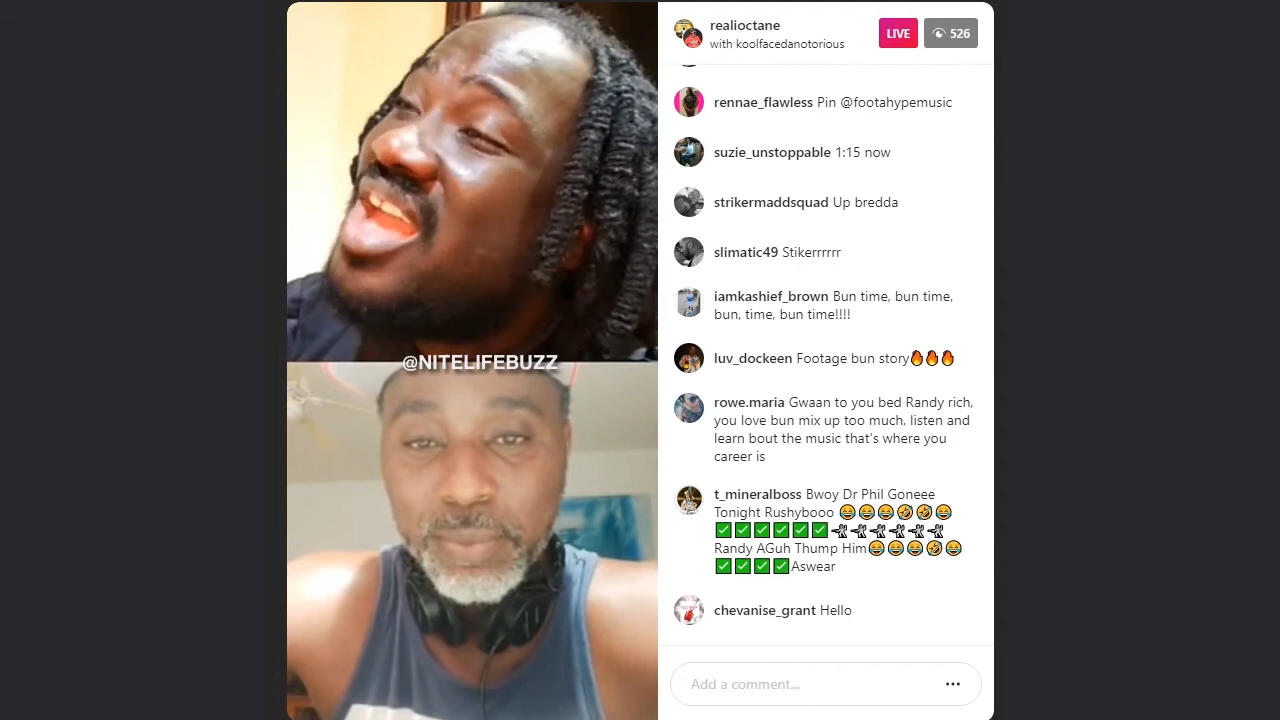 realioctane
with koolfacedanotorious
LIVE
526
rennae_flawless Pin @footahypemusic
suzie_unstoppable 1:15 now
strikermaddsquad Up bredda
slimatic49 Stikerrrrrr
iamkashief_brown Bun time, bun time,
bun, time, bun time!!!!
luv_dockeen Footage bun story🔥🔥🔥
rowe.maria Gwaan to you bed Randy rich,
you love bun mix up too much, listen and
learn bout the music that's where you
career is
t_mineralboss Bwoy Dr Phil Goneee
Tonight Rushybooo 😂😂😂🤣🤣😂
Randy AGuh Thump Him😂😂😂🤣😂
✅✅✅✅Aswear
chevanise_grant Hello
Add a comment...
@NITELIFEBUZZ